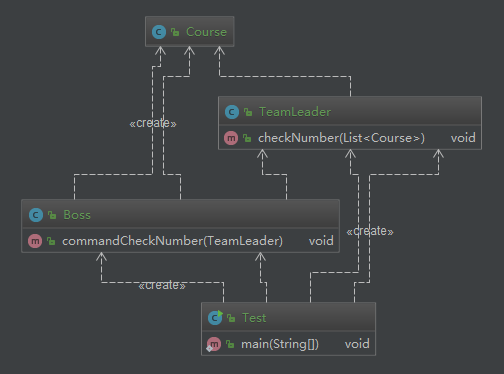 Course
«create»
TeamLeader
checkNumber(List<Course>) void
Boss
commandCheckNumber(TeamLeader) void
«create»
«create»
Test
main(String[]) void